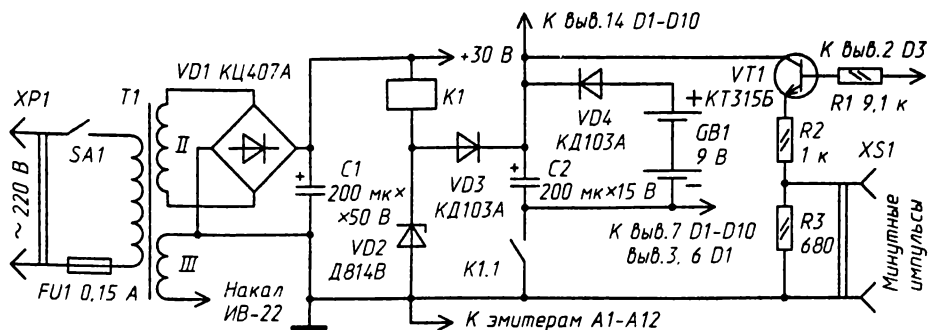 К выв.14 D1-D10
+30 В
VD1 КЦ407А
К выв.2 D3
VT1
КТ315Б
R1 9,1 к
XP1
T1
K1
VD4
КД103А
+
GB1
9 В
-
R2
1 к
XS1
SA1
II
~ 220 В
+
C1
200 мк×
×50 В
VD3
КД103А
+
C2
200 мк×15 В
VD2
Д814В
К выв.7 D1-D10
выв.3, 6 D1
R3
680
Минутные
импульсы
III
K1.1
FU1 0,15 А
Накал
ИВ-22
К эмитерам А1-А12